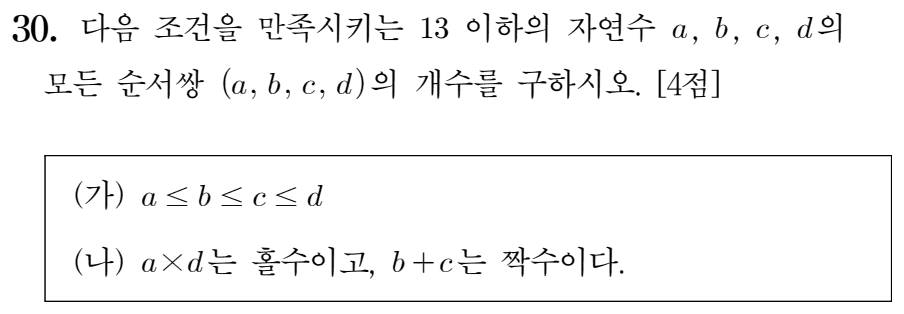 30. 다음 조건을 만족시키는 13 이하의 자연수 a, b, c, d의
모든 순서쌍 (a, b, c, d)의 개수를 구하시오. [4점]
(가) a ≤ b ≤ c ≤ d
(나) a×d는 홀수이고, b+c는 짝수이다.